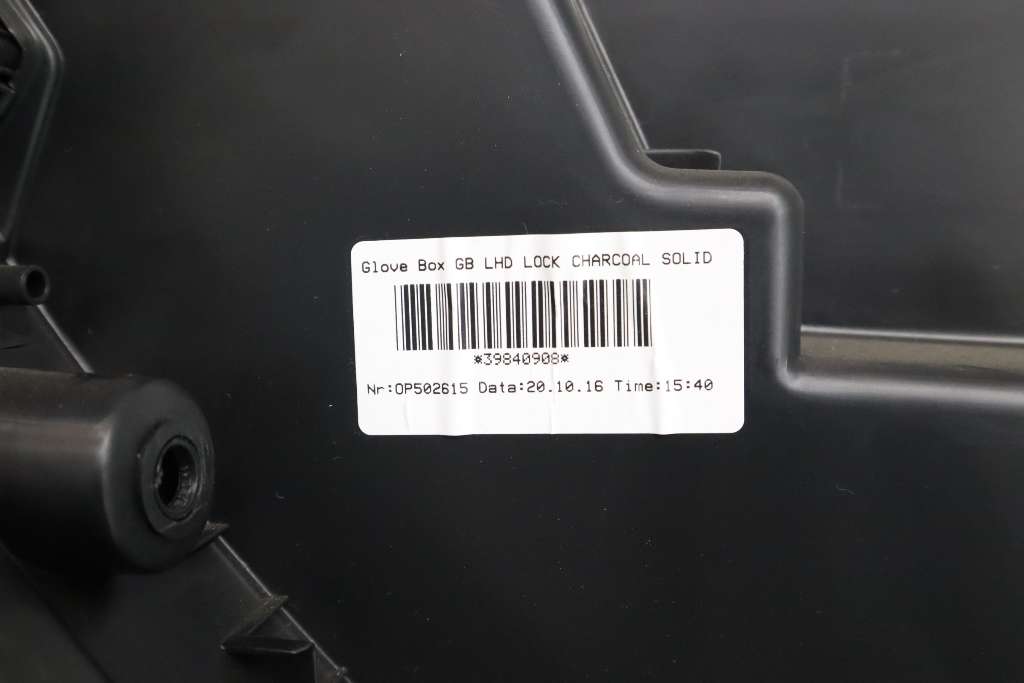 Glove Box GB LHD LOCK CHARCOAL SOLID
*39840908*
Nr:OP502615 Data:20.10.16 Time:15:40